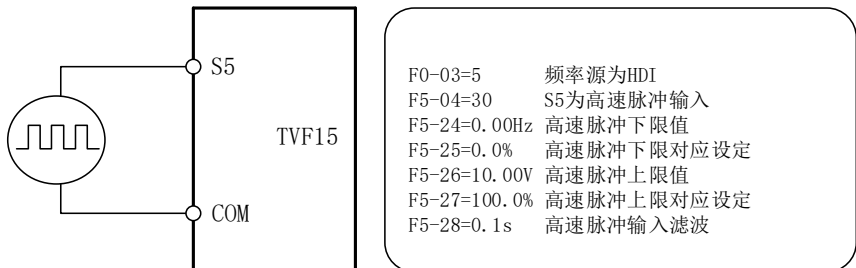 S5
TVF15
COM
F0-03=5 频率源为HDI
F5-04=30 S5为高速脉冲输入
F5-24=0.00Hz 高速脉冲下限值
F5-25=0.0% 高速脉冲下限对应设定
F5-26=10.00V 高速脉冲上限值
F5-27=100.0% 高速脉冲上限对应设定
F5-28=0.1s 高速脉冲输入滤波